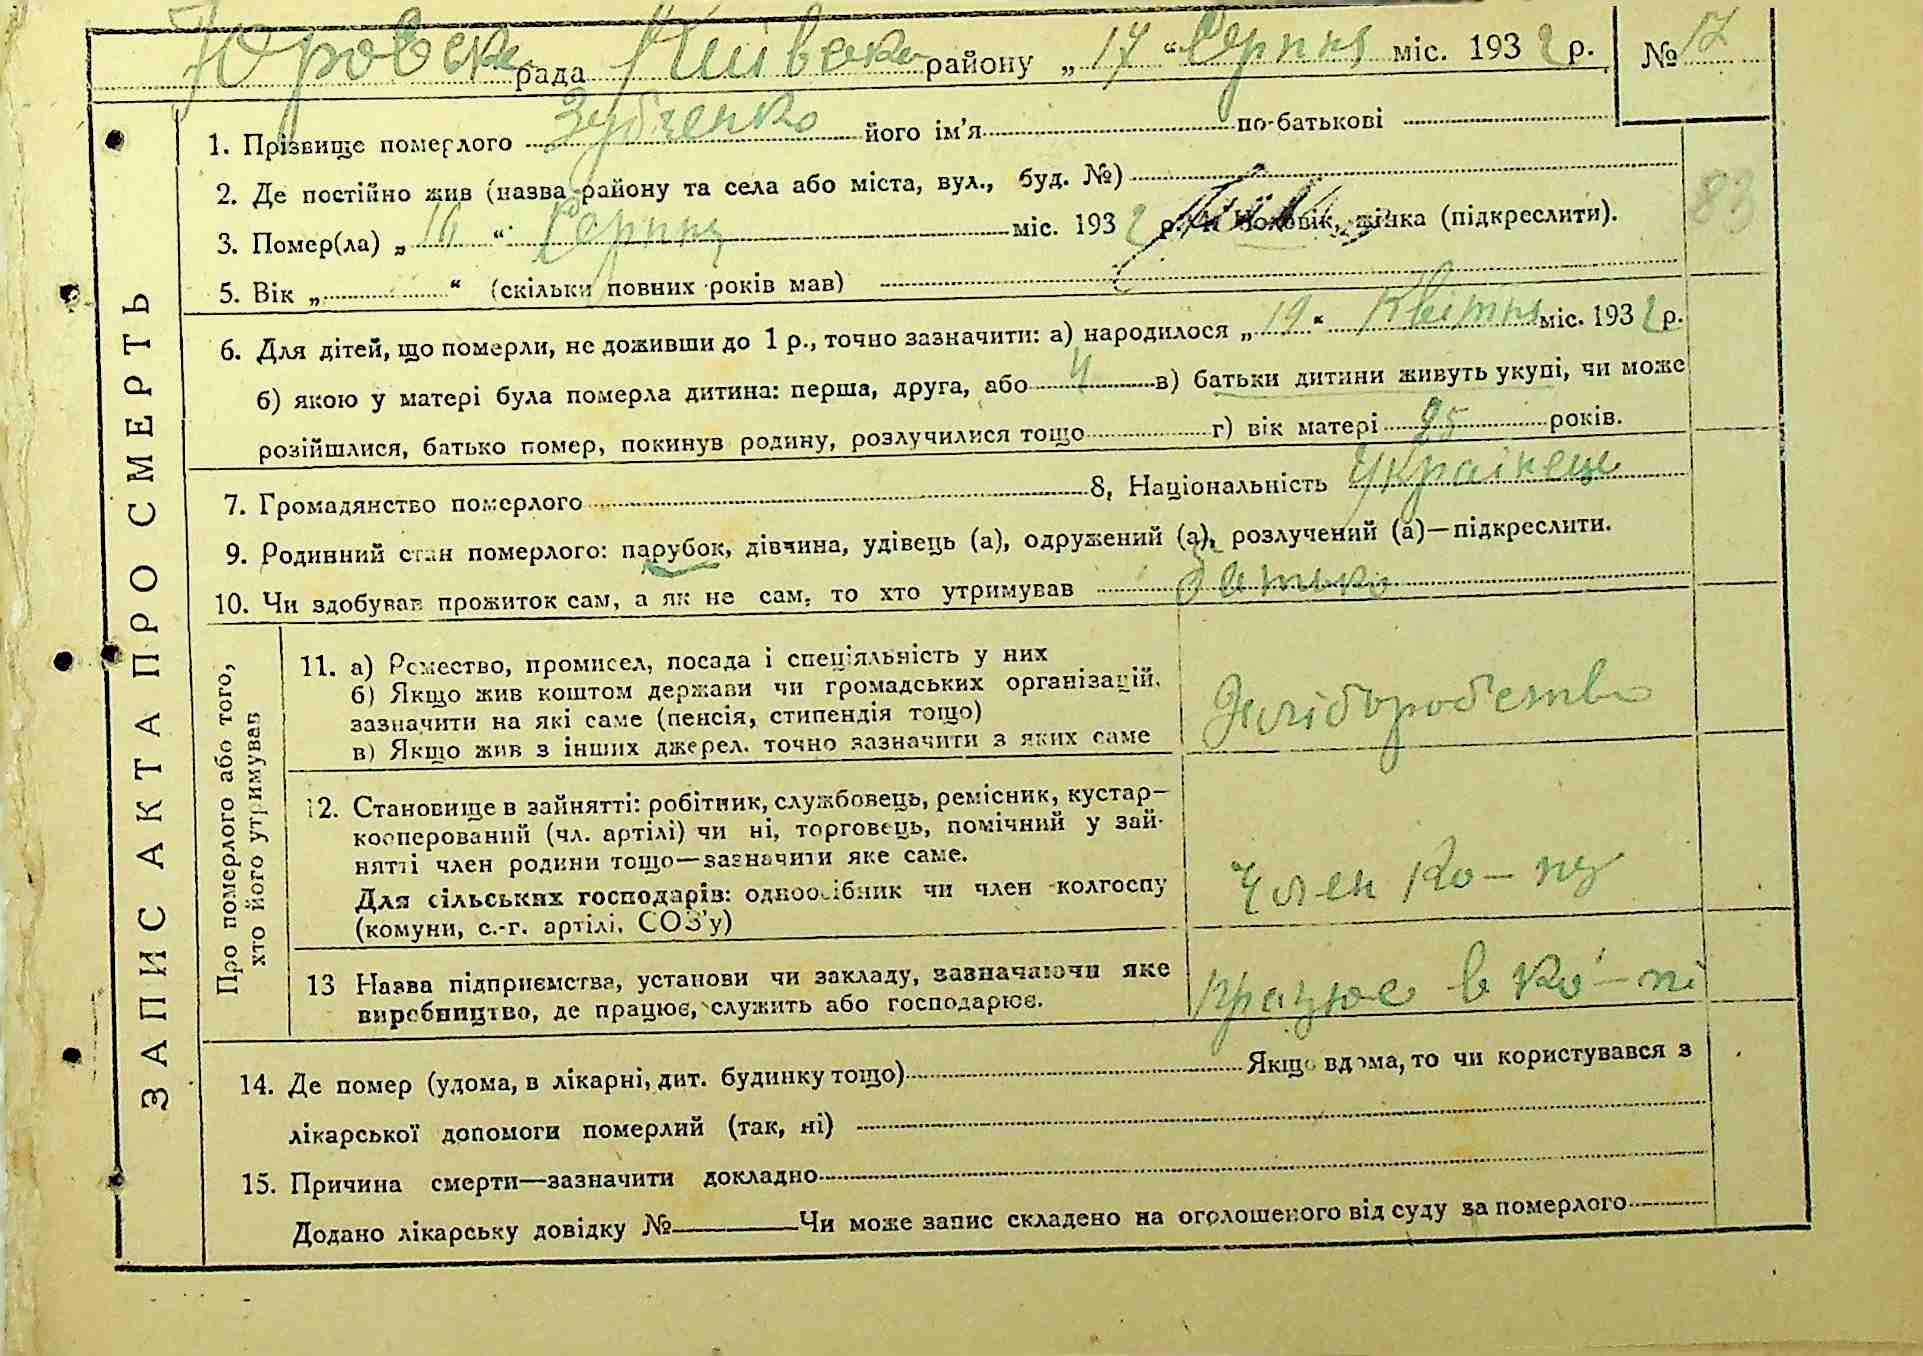 Юровська рада Київсько району „17“ Серпня міс. 1932 р. № 17
ЗАПИС АКТА ПРО СМЕРТЬ
1. Прізвище померлого Зубченко його ім’я по-батькові
2. Де постійно жив (назва району та села або міста, вул., буд. №)
83
3. Помер(ла) „16“ Серпня міс. 1932 р. 4 Чоловік, жінка (підкреслити).
5. Вік „ “ (скільки повних років мав)
6. Для дітей, що померли, не доживши до 1 р., точно зазначити: а) народилося „19“ Квітня міс. 1932 р.
б) якою у матері була померла дитина: перша, друга, або 4 в) батьки дитини живуть укупі, чи може
розійшлися, батько помер, покинув родину, розлучилися тощо г) вік матері 25 років.
7. Громадянство померлого 8, Національність Українець
9. Родинний стан померлого: парубок, дівчина, удівець (а), одружений (а), розлучений (а)—підкреслити.
10. Чи здобував прожиток сам, а як не сам, то хто утримував батько
Про померлого або того,
хто його утримував
11. а) Ремество, промисел, посада і спеціяльність у них
б) Якщо жив коштом держави чи громадських організацій,
зазначити на які саме (пенсія, стипендія тощо)
в) Якщо жив з інших джерел, точно зазначити з яких саме
Хліборобство
12. Становище в зайнятті: робітник, службовець, ремісник, кустар—
кооперований (чл. артілі) чи ні, торговець, помічний у зай-
нятті член родини тощо—зазначити яке саме.
Для сільських господарів: одноосібник чи член колгоспу
(комуни, с.-г. артілі, СОЗ’у)
Член ко–пу
13 Назва підприємства, установи чи закладу, зазначаючи яке
виробництво, де працює, служить або господарює.
працює в ко–пі
14. Де помер (удома, в лікарні, дит. будинку тощо) Якщо вдома, то чи користувався з
лікарської допомоги померлий (так, ні)
15. Причина смерти—зазначити докладно
Додано лікарську довідку № Чи може запис складено на оголошеного від суду за померлого